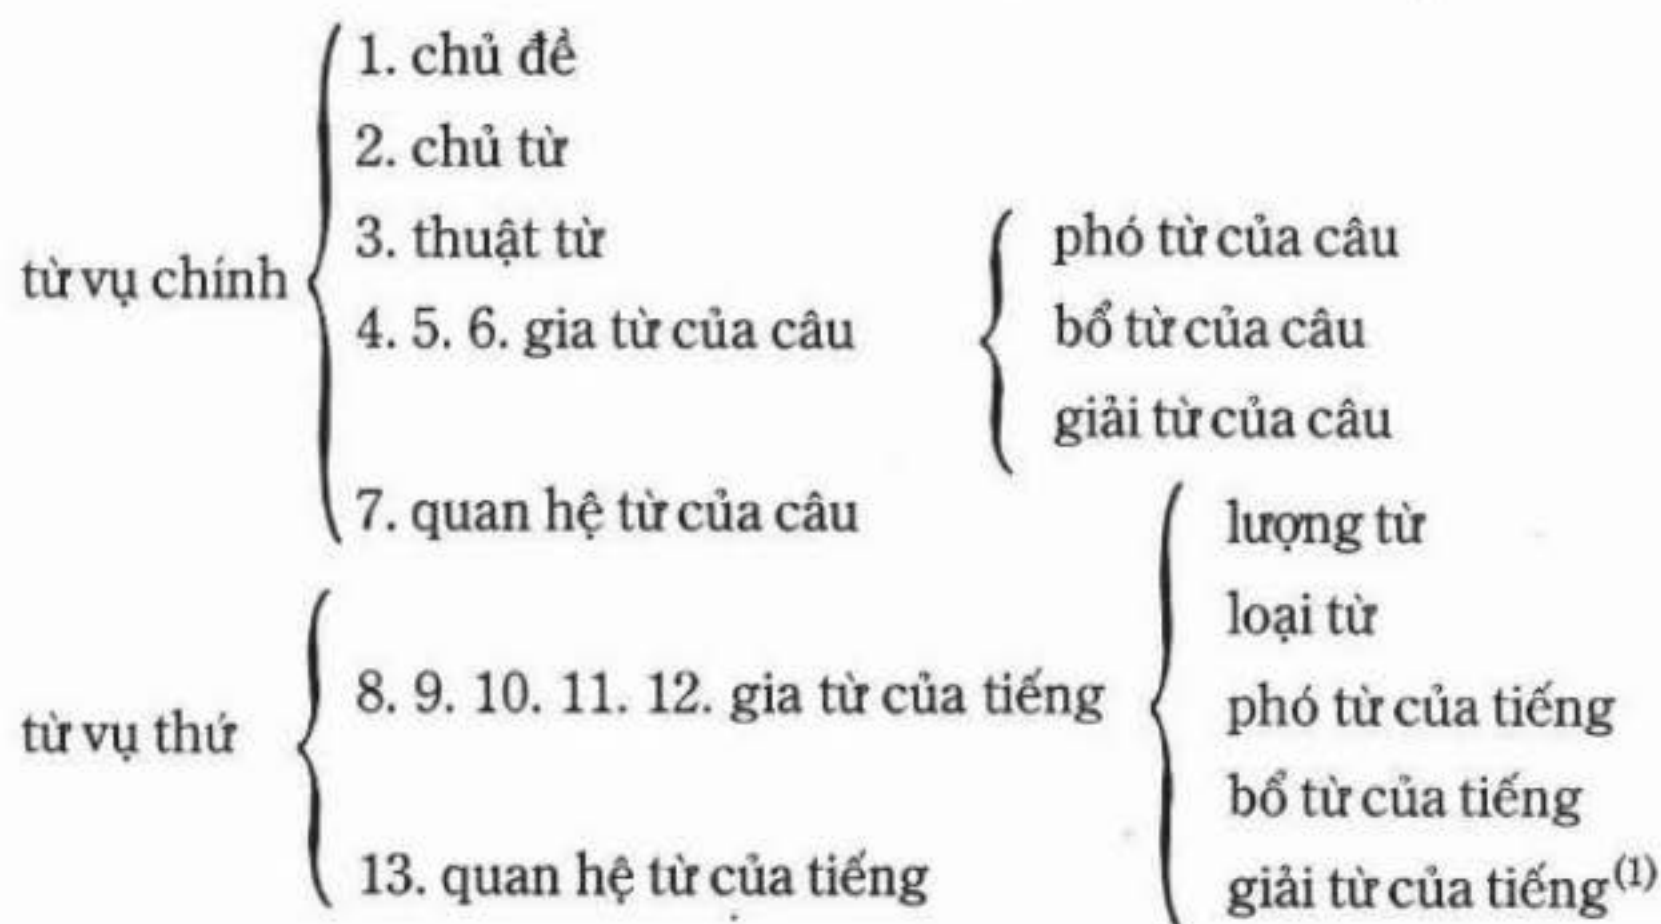 1. chủ đề
2. chủ từ
3. thuật từ
phó từ của câu
từ vụ chính
4. 5. 6. gia từ của câu
bổ từ của câu
giải từ của câu
7. quan hệ từ của câu
lượng từ
loại từ
8. 9. 10. 11. 12. gia từ của tiếng
phó từ của tiếng
từ vụ thứ
bổ từ của tiếng
13. quan hệ từ của tiếng
giải từ của tiếng(1)